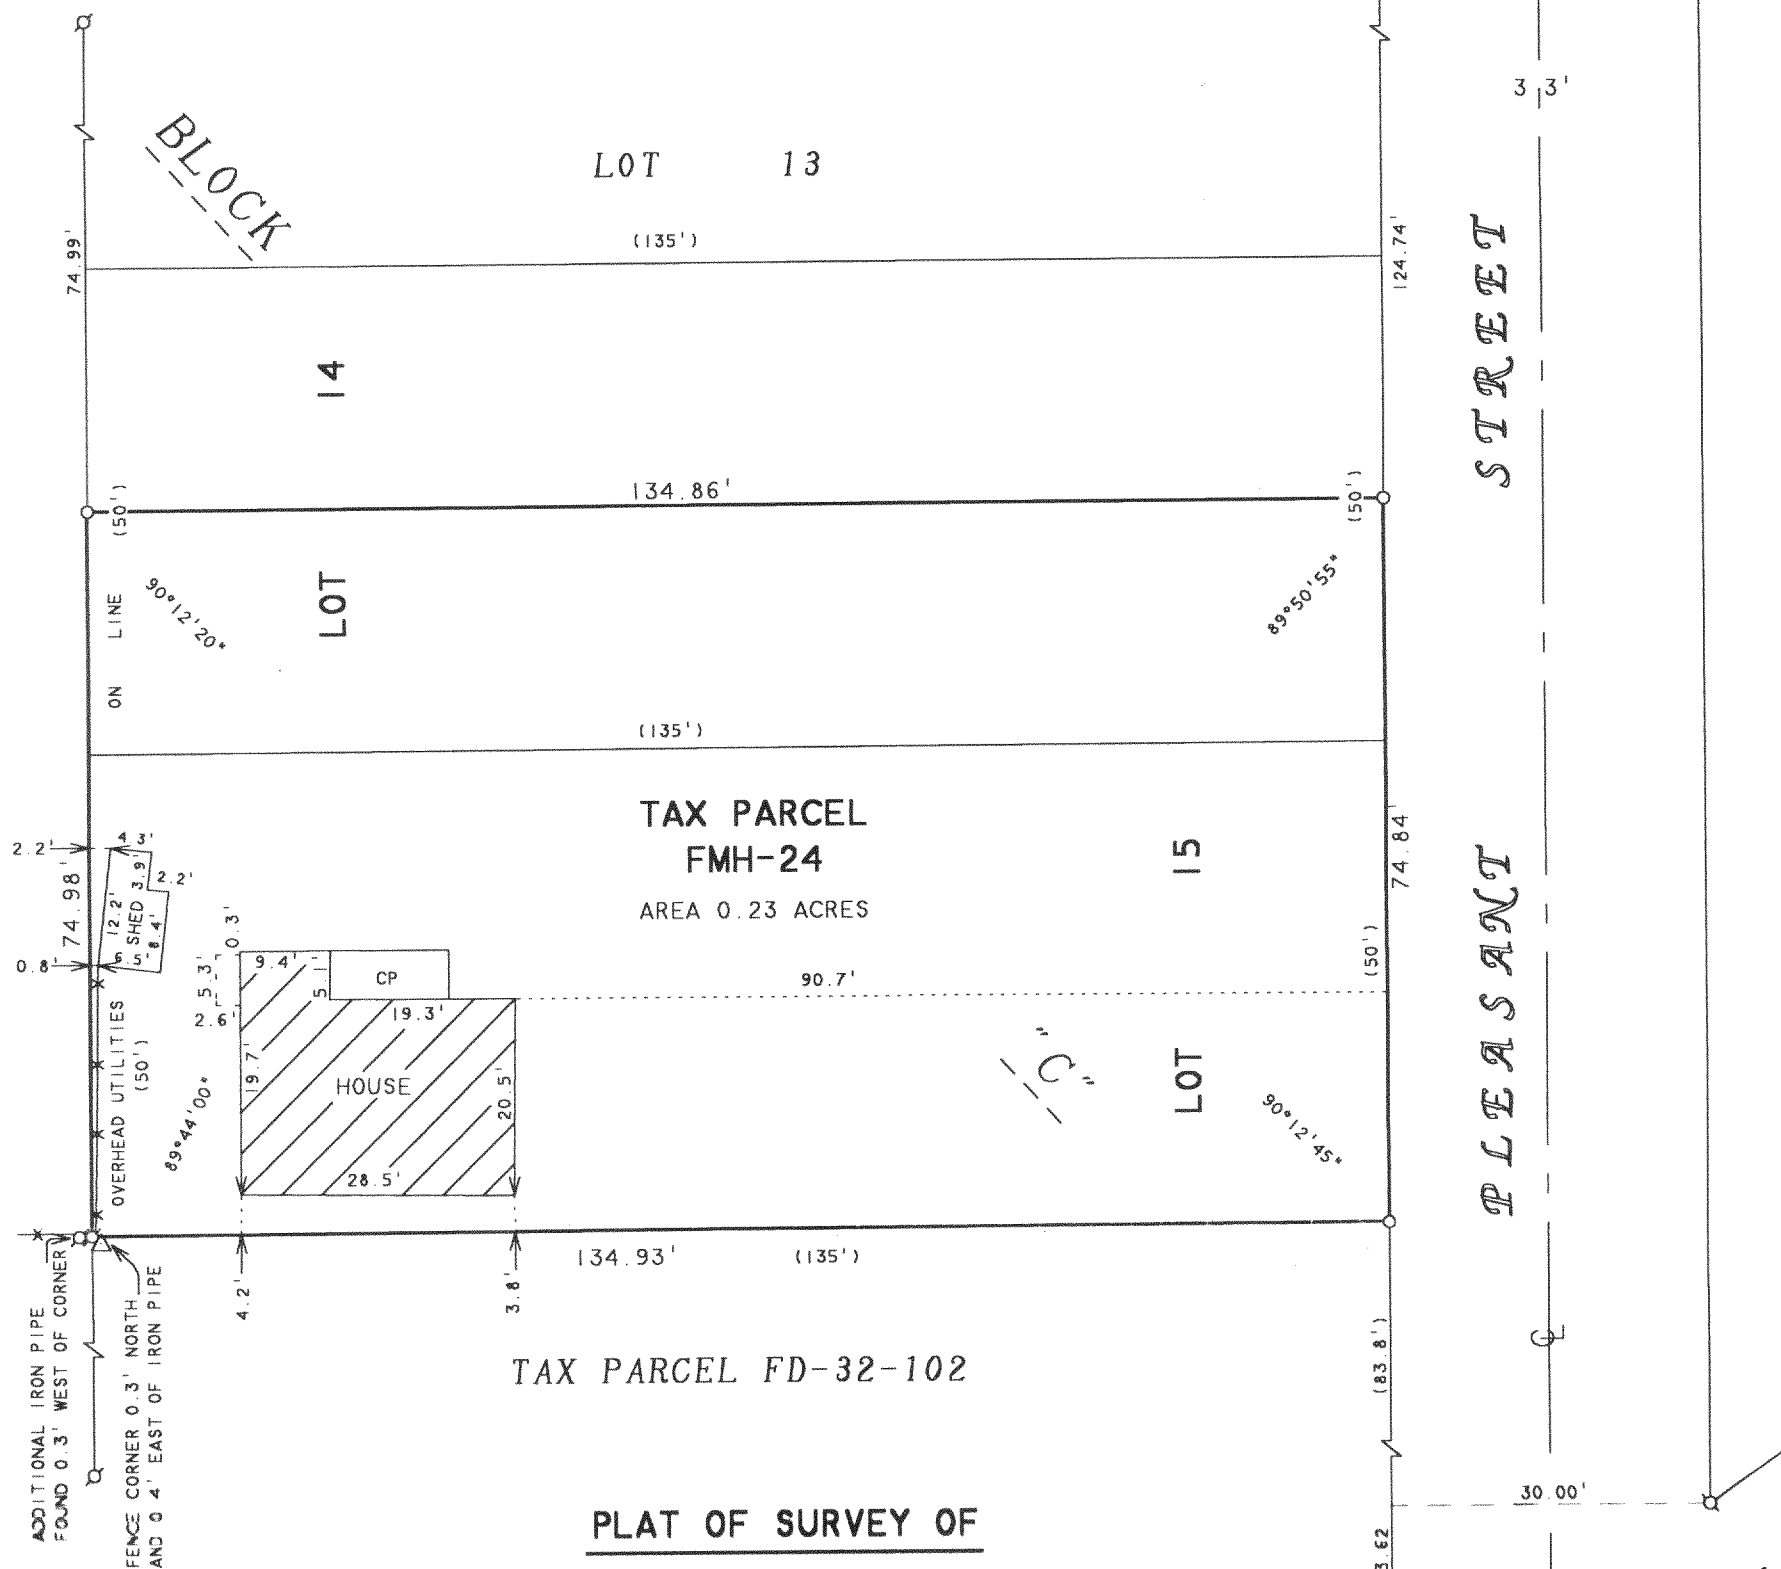 3 3'
BLOCK
LOT 13
(135')
74.99'
124.74'
STREET
14
134.86'
(50')
(50')
LOT
ON LINE
90°12'20"
89°50'55"
(135')
TAX PARCEL
FMH-24
AREA 0.23 ACRES
15
74.84'
2.2'
4.3'
74.98'
12.2'
SHED
3.9'
2.2'
8.4'
6.5'
0.8'
0.3'
5.3'
2.6'
9.4'
5.1'
CP
19.3'
90.7'
(50')
OVERHEAD UTILITIES
(50')
19.7'
HOUSE
20.5'
28.5'
89°44'00"
"C"
LOT
90°12'45"
PLEASANT
134.93' (135')
4.2'
3.8'
ADDITIONAL IRON PIPE
FOUND 0.3' WEST OF CORNER
FENCE CORNER 0.3' NORTH
AND 0 4' EAST OF IRON PIPE
TAX PARCEL FD-32-102
(83.8')
30.00'
PLAT OF SURVEY OF
3.62